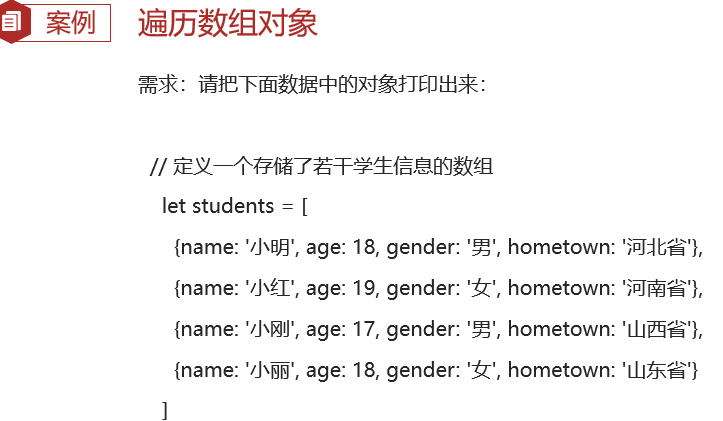 案例 遍历数组对象
需求：请把下面数据中的对象打印出来：
// 定义一个存储了若干学生信息的数组
let students = [
{name: '小明', age: 18, gender: '男', hometown: '河北省'},
{name: '小红', age: 19, gender: '女', hometown: '河南省'},
{name: '小刚', age: 17, gender: '男', hometown: '山西省'},
{name: '小丽', age: 18, gender: '女', hometown: '山东省'}
]